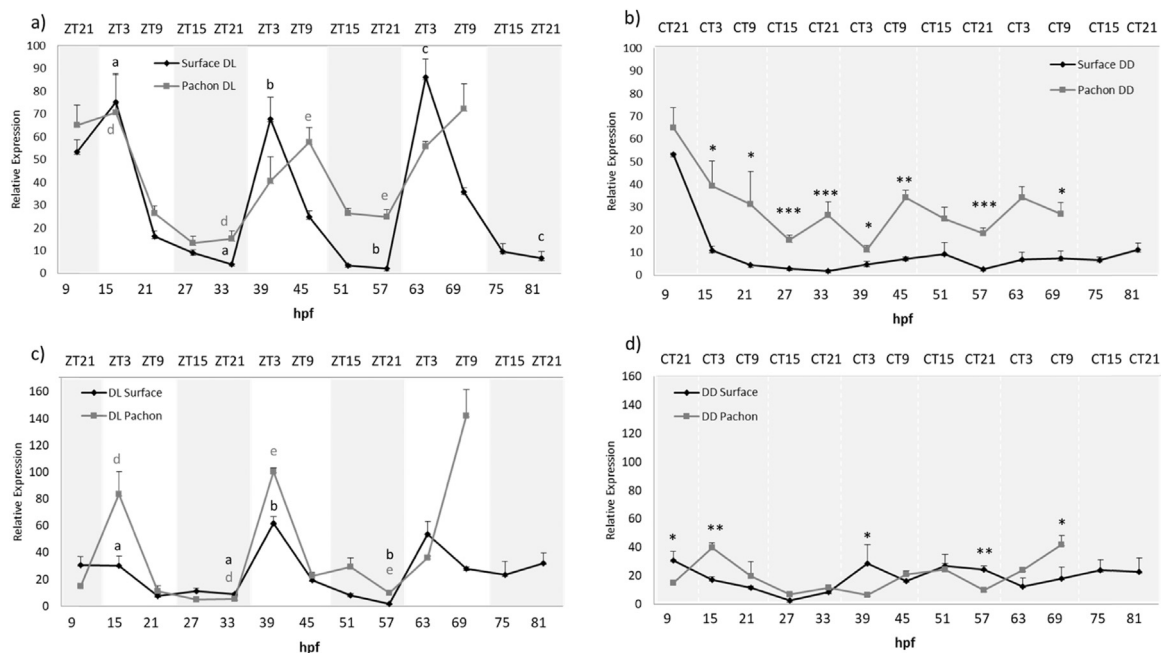 a)
ZT21 ZT3 ZT9 ZT15 ZT21 ZT3 ZT9 ZT15 ZT21 ZT3 ZT9 ZT15 ZT21
100
90
80
70
60
50
40
30
20
10
0
Relative Expression
Surface DL
Pachon DL
a b c
d e
d e
a b c
9 15 21 27 33 39 45 51 57 63 69 75 81
hpf
b)
CT21 CT3 CT9 CT15 CT21 CT3 CT9 CT15 CT21 CT3 CT9 CT15 CT21
100
90
80
70
60
50
40
30
20
10
0
Relative Expression
Surface DD
Pachon DD
* * *** *** * ** *** *
9 15 21 27 33 39 45 51 57 63 69 75 81
hpf
c)
ZT21 ZT3 ZT9 ZT15 ZT21 ZT3 ZT9 ZT15 ZT21 ZT3 ZT9 ZT15 ZT21
160
140
120
100
80
60
40
20
0
Relative Expression
DL Surface
DL Pachon
d e
a b
a b
d e
9 15 21 27 33 39 45 51 57 63 69 75 81
hpf
d)
CT21 CT3 CT9 CT15 CT21 CT3 CT9 CT15 CT21 CT3 CT9 CT15 CT21
160
140
120
100
80
60
40
20
0
Relative Expression
DD Surface
DD Pachon
* ** * ** *
9 15 21 27 33 39 45 51 57 63 69 75 81
hpf